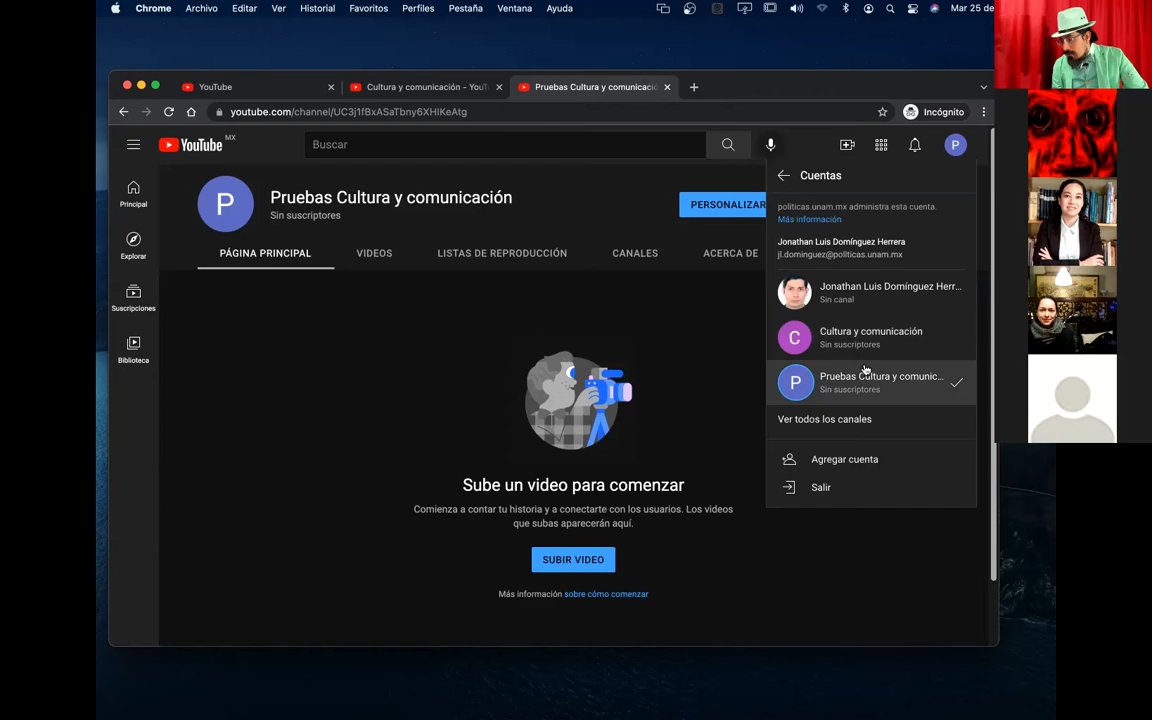 Chrome Archivo Editar Ver Historial Favoritos Perfiles Pestaña Ventana Ayuda Mar 25 de
YouTube
Cultura y comunicación - YouT
Pruebas Cultura y comunicació
youtube.com/channel/UC3j1fBxASaTbny6XHIKeAtg
Incógnito
YouTube MX
Buscar
P
Principal
Explorar
Suscripciones
Biblioteca
P
Pruebas Cultura y comunicación
Sin suscriptores
PERSONALIZAR
PÁGINA PRINCIPAL VIDEOS LISTAS DE REPRODUCCIÓN CANALES ACERCA DE
Sube un video para comenzar
Comienza a contar tu historia y a conectarte con los usuarios. Los videos
que subas aparecerán aquí.
SUBIR VIDEO
Más información sobre cómo comenzar
Cuentas
politicas.unam.mx administra esta cuenta.
Más información
Jonathan Luis Domínguez Herrera
jl.dominguez@politicas.unam.mx
Jonathan Luis Domínguez Herr...
Sin canal
C
Cultura y comunicación
Sin suscriptores
P
Pruebas Cultura y comunic...
Sin suscriptores
Ver todos los canales
Agregar cuenta
Salir